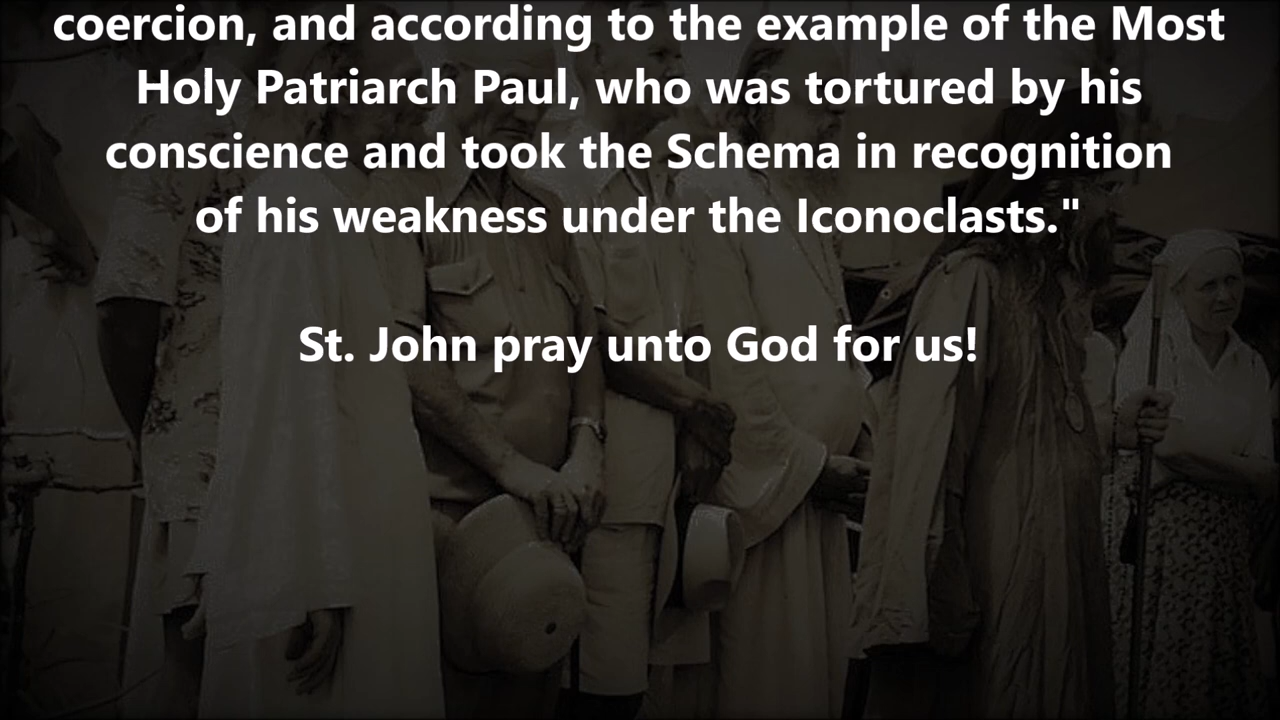 coercion, and according to the example of the Most
Holy Patriarch Paul, who was tortured by his
conscience and took the Schema in recognition
of his weakness under the Iconoclasts."
St. John pray unto God for us!